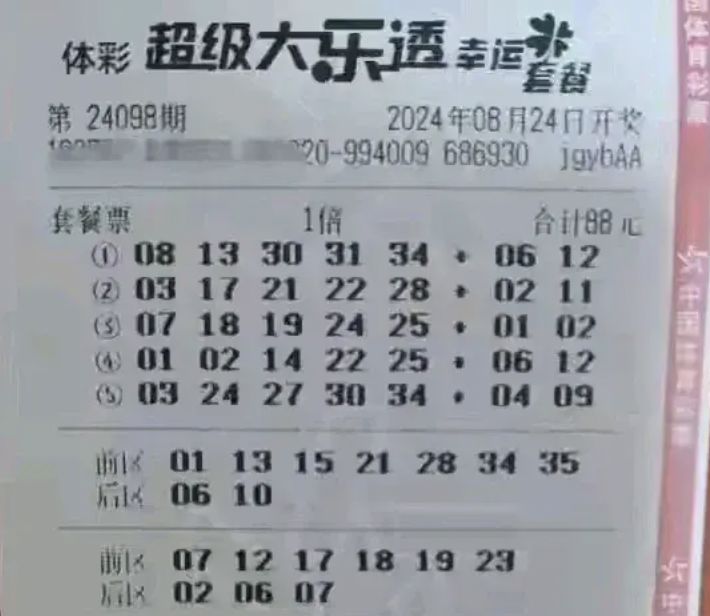 体彩 超级大乐透 幸运套餐
第 24098期 2024年08月24日开奖
20-994009 686930 jgybAA
套餐票 1倍 合计88元
① 08 13 30 31 34 + 06 12
② 03 17 21 22 28 + 02 11
③ 07 18 19 24 25 + 01 02
④ 01 02 14 22 25 + 06 12
⑤ 03 24 27 30 34 + 04 09
前区 01 13 15 21 28 34 35
后区 06 10
前区 07 12 17 18 19 23
后区 02 06 07
国体育彩票
中国体育彩票